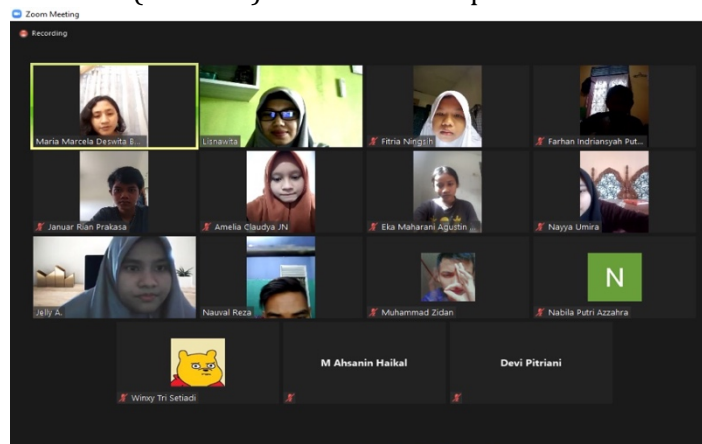 Zoom Meeting
Recording
Maria Marcela Deswita B...
Lisnawita
Fitria Ningsih
Farhan Indriansyah Put...
Januar Rian Prakasa
Amelia Claudya JN
Eka Maharani Agustin ...
Nayya Umira
Jelly A.
Nauval Reza
Muhammad Zidan
N
Nabila Putri Azzahra
Winxy Tri Setiadi
M Ahsanin Haikal
Devi Pitriani